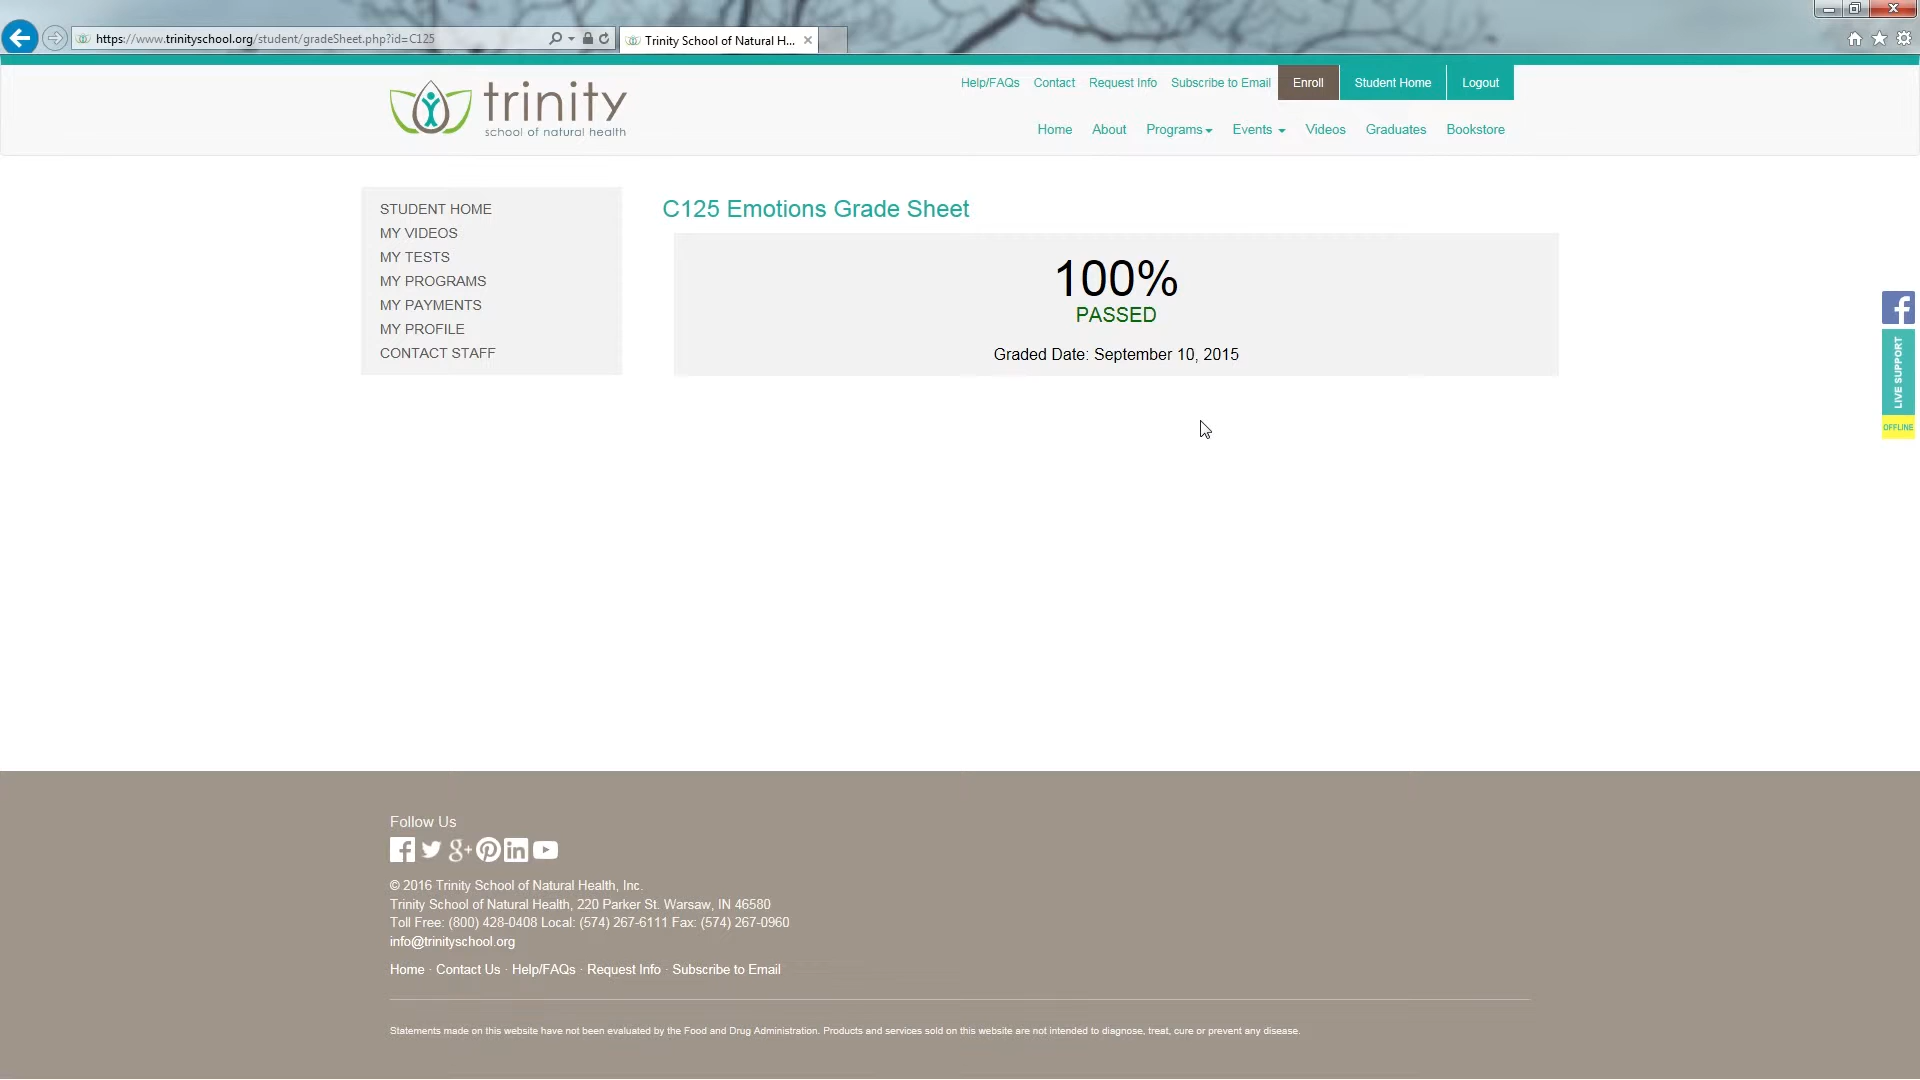 https://www.trinityschool.org/student/gradeSheet.php?id=C125
Trinity School of Natural H...
Help/FAQs Contact Request Info Subscribe to Email Enroll Student Home Logout
trinity
school of natural health
Home About Programs Events Videos Graduates Bookstore
STUDENT HOME
MY VIDEOS
MY TESTS
MY PROGRAMS
MY PAYMENTS
MY PROFILE
CONTACT STAFF
C125 Emotions Grade Sheet
100%
PASSED
Graded Date: September 10, 2015
LIVE SUPPORT
OFFLINE
Follow Us
© 2016 Trinity School of Natural Health, Inc.
Trinity School of Natural Health, 220 Parker St. Warsaw, IN 46580
Toll Free: (800) 428-0408 Local: (574) 267-6111 Fax: (574) 267-0960
info@trinityschool.org
Home · Contact Us · Help/FAQs · Request Info · Subscribe to Email
Statements made on this website have not been evaluated by the Food and Drug Administration. Products and services sold on this website are not intended to diagnose, treat, cure or prevent any disease.